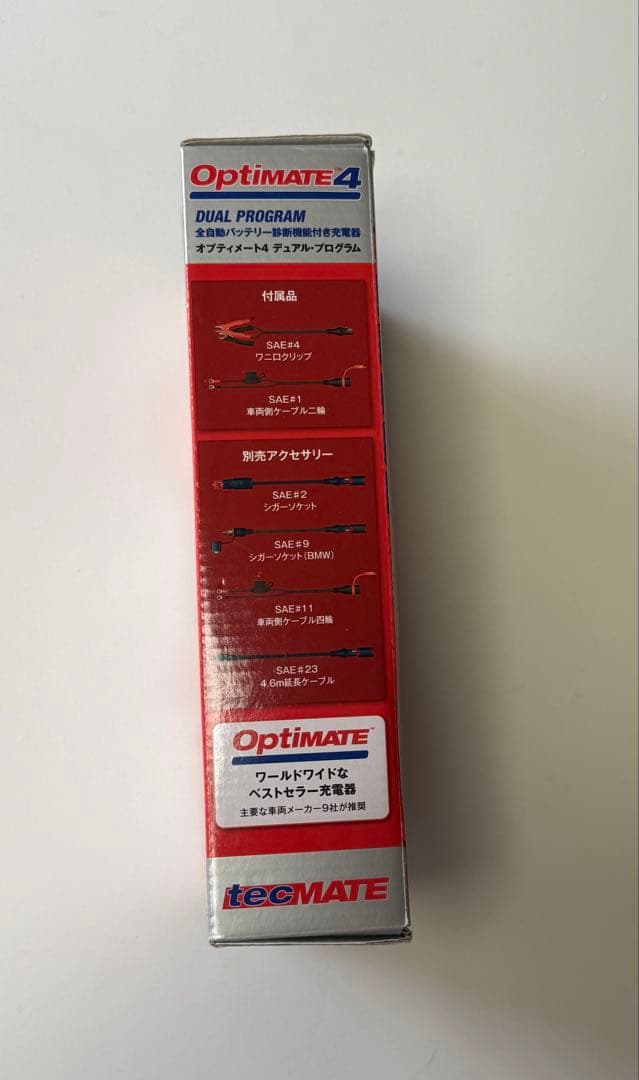 OptiMATE™4
DUAL PROGRAM
全自動バッテリー診断機能付き充電器
オプティメート4 デュアル・プログラム
付属品
SAE#4
ワニ口クリップ
SAE#1
車両側ケーブル二輪
別売アクセサリー
SAE#2
シガーソケット
SAE#9
シガーソケット(BMW)
SAE#11
車両側ケーブル四輪
SAE#23
4.6m延長ケーブル
OptiMATE™
ワールドワイドな
ベストセラー充電器
主要な車両メーカー9社が推奨
tecMATE